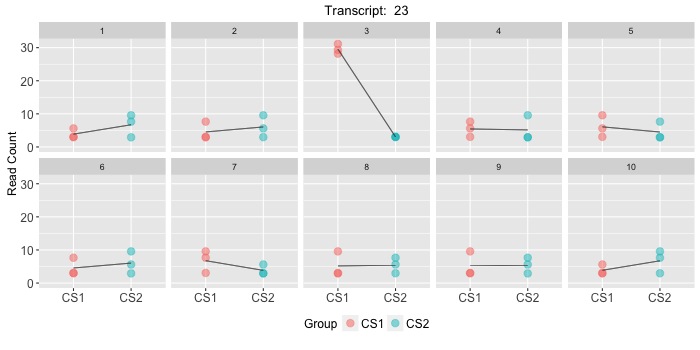 Transcript: 23
1 2 3 4 5
30
20
10
0
Read Count
6 7 8 9 10
30
20
10
0
CS1 CS2 CS1 CS2 CS1 CS2 CS1 CS2 CS1 CS2
Group CS1 CS2